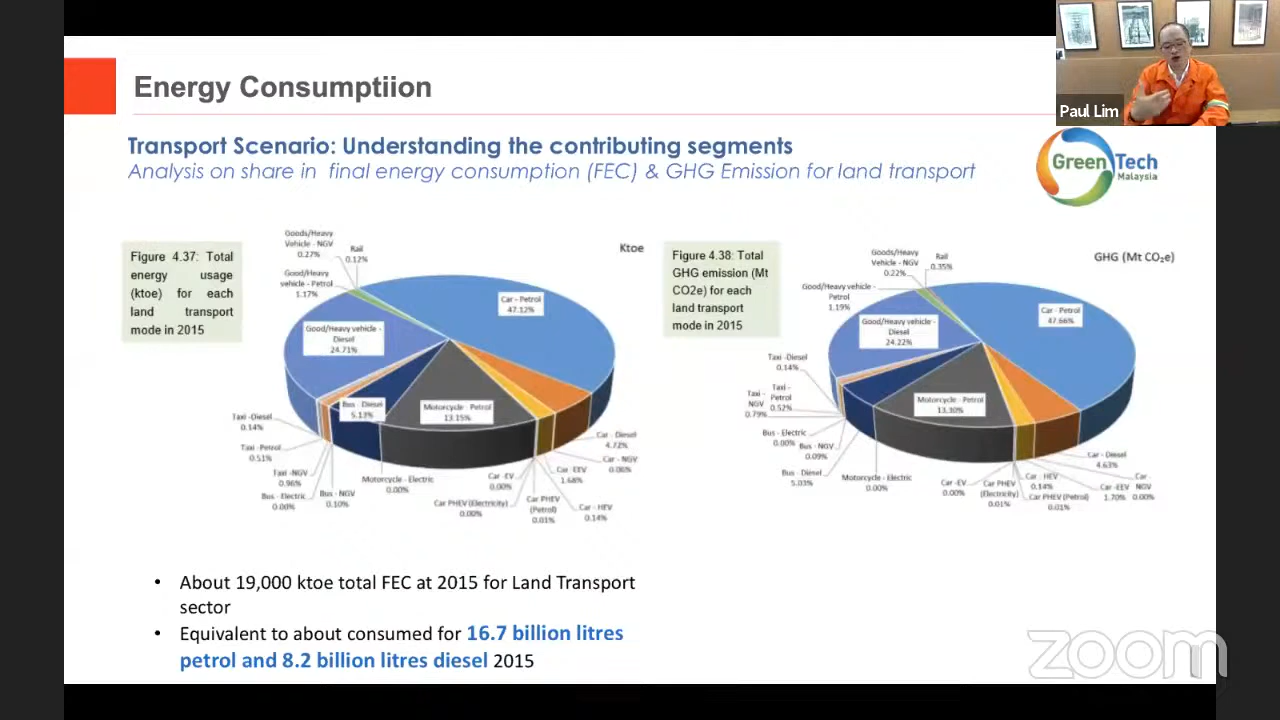 Energy Consumptiion
Paul Lim
Transport Scenario: Understanding the contributing segments
Analysis on share in final energy consumption (FEC) & GHG Emission for land transport
GreenTech
Malaysia
Figure 4.37: Total
energy usage
(ktoe) for each
land transport
mode in 2015
Ktoe
Goods/Heavy
Vehicle - NGV
0.27%
Rail
0.12%
Good/Heavy
vehicle - Petrol
1.17%
Car - Petrol
47.12%
Good/Heavy vehicle -
Diesel
24.71%
Bus - Diesel
5.13%
Motorcycle - Petrol
13.15%
Taxi -Diesel
0.14%
Taxi -Petrol
0.51%
Taxi -NGV
0.96%
Bus - Electric
0.00%
Bus - NGV
0.10%
Motorcycle - Electric
0.00%
Car PHEV (Electricity)
0.00%
Car -EV
0.00%
Car PHEV
(Petrol)
0.01%
Car - HEV
0.14%
Car - EEV
1.68%
Car - NGV
0.00%
Car - Diesel
4.72%
Figure 4.38: Total
GHG emission (Mt
CO2e) for each
land transport
mode in 2015
GHG (Mt CO₂e)
Goods/Heavy
Vehicle - NGV
0.22%
Rail
0.35%
Good/Heavy vehicle -
Petrol
1.19%
Car - Petrol
47.66%
Good/Heavy vehicle -
Diesel
24.22%
Motorcycle - Petrol
13.30%
Taxi -Diesel
0.14%
Taxi -
Petrol
0.52%
Taxi -
NGV
0.79%
Bus - Electric
0.00%
Bus - NGV
0.09%
Bus - Diesel
5.03%
Motorcycle - Electric
0.00%
Car -EV
0.00%
Car PHEV
(Electricity)
0.01%
Car - HEV
0.14%
Car PHEV (Petrol)
0.01%
Car -EEV
1.70%
Car -
NGV
0.00%
Car - Diesel
4.63%
• About 19,000 ktoe total FEC at 2015 for Land Transport
sector
• Equivalent to about consumed for 16.7 billion litres
petrol and 8.2 billion litres diesel 2015
zoom